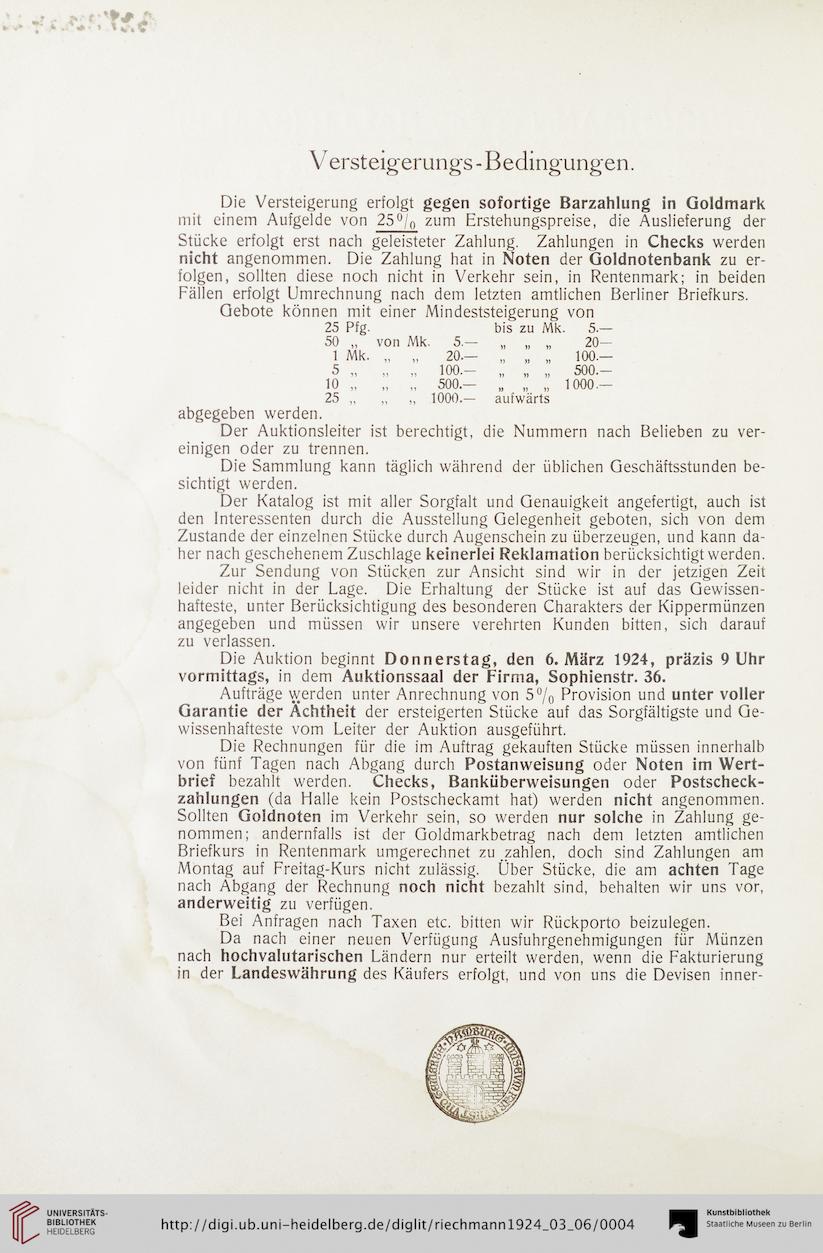 Versteigerungs-Bedingungen.
Die Versteigerung erfolgt gegen sofortige Barzahlung in Goldmark
mit einem Aufgelde von 25% zum Erstehungspreise, die Auslieferung der
Stücke erfolgt erst nach geleisteter Zahlung. Zahlungen in Checks werden
nicht angenommen. Die Zahlung hat in Noten der Goldnotenbank zu er-
folgen, sollten diese noch nicht in Verkehr sein, in Rentenmark; in beiden
Fällen erfolgt Umrechnung nach dem letzten amtlichen Berliner Briefkurs.
Gebote können mit einer Mindeststeigerung von
25 Pfg. bis zu Mk. 5.—
50 „ von Mk. 5.— „ „ „ 20—
1 Mk. „ „ 20.— „ „ „ 100.—
5 „ „ „ 100.— „ „ „ 500.—
10 „ „ „ 500.— „ „ „ 1000.—
25 „ „ „ 1000.— aufwärts
abgegeben werden.
Der Auktionsleiter ist berechtigt, die Nummern nach Belieben zu ver-
einigen oder zu trennen.
Die Sammlung kann täglich während der üblichen Geschäftsstunden be-
sichtigt werden.
Der Katalog ist mit aller Sorgfalt und Genauigkeit angefertigt, auch ist
den Interessenten durch die Ausstellung Gelegenheit geboten, sich von dem
Zustande der einzelnen Stücke durch Augenschein zu überzeugen, und kann da-
her nach geschehenem Zuschlage keinerlei Reklamation berücksichtigt werden.
Zur Sendung von Stücken zur Ansicht sind wir in der jetzigen Zeit
leider nicht in der Lage. Die Erhaltung der Stücke ist auf das Gewissen-
hafteste, unter Berücksichtigung des besonderen Charakters der Kippermünzen
angegeben und müssen wir unsere verehrten Kunden bitten, sich darauf
zu verlassen.
Die Auktion beginnt Donnerstag, den 6. März 1924, präzis 9 Uhr
vormittags, in dem Auktionssaal der Firma, Sophienstr. 36.
Aufträge werden unter Anrechnung von 5% Provision und unter voller
Garantie der Ächtheit der ersteigerten Stücke auf das Sorgfältigste und Ge-
wissenhafteste vom Leiter der Auktion ausgeführt.
Die Rechnungen für die im Auftrag gekauften Stücke müssen innerhalb
von fünf Tagen nach Abgang durch Postanweisung oder Noten im Wert-
brief bezahlt werden. Checks, Banküberweisungen oder Postscheck-
zahlungen (da Halle kein Postscheckamt hat) werden nicht angenommen.
Sollten Goldnoten im Verkehr sein, so werden nur solche in Zahlung ge-
nommen; andernfalls ist der Goldmarkbetrag nach dem letzten amtlichen
Briefkurs in Rentenmark umgerechnet zu zahlen, doch sind Zahlungen am
Montag auf Freitag-Kurs nicht zulässig. Über Stücke, die am achten Tage
nach Abgang der Rechnung noch nicht bezahlt sind, behalten wir uns vor,
anderweitig zu verfügen.
Bei Anfragen nach Taxen etc. bitten wir Rückporto beizulegen.
Da nach einer neuen Verfügung Ausfuhrgenehmigungen für Münzen
nach hochvalutarischen Ländern nur erteilt werden, wenn die Fakturierung
in der Landeswährung des Käufers erfolgt, und von uns die Devisen inner-
HAMBURG
UNIVERSITÄTS-
BIBLIOTHEK
HEIDELBERG
http://digi.ub.uni-heidelberg.de/diglit/riechmann1924_03_06/0004
Kunstbibliothek
Staatliche Museen zu Berlin